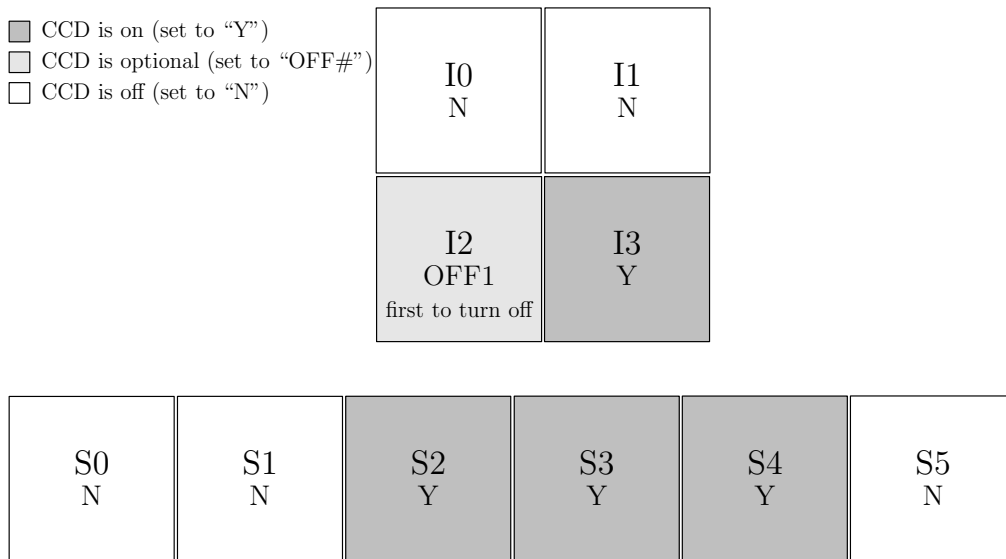 CCD is on (set to “Y”)
CCD is optional (set to “OFF#”)
CCD is off (set to “N”)
I0
N
I1
N
I2
OFF1
first to turn off
I3
Y
S0
N
S1
N
S2
Y
S3
Y
S4
Y
S5
N